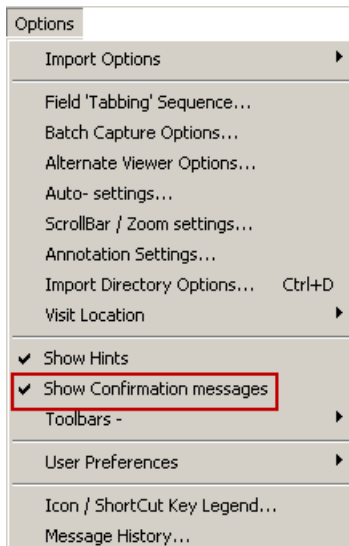 Options
Import Options
Field 'Tabbing' Sequence...
Batch Capture Options...
Alternate Viewer Options...
Auto- settings...
ScrollBar / Zoom settings...
Annotation Settings...
Import Directory Options... Ctrl+D
Visit Location
Show Hints
Show Confirmation messages
Toolbars -
User Preferences
Icon / ShortCut Key Legend...
Message History...